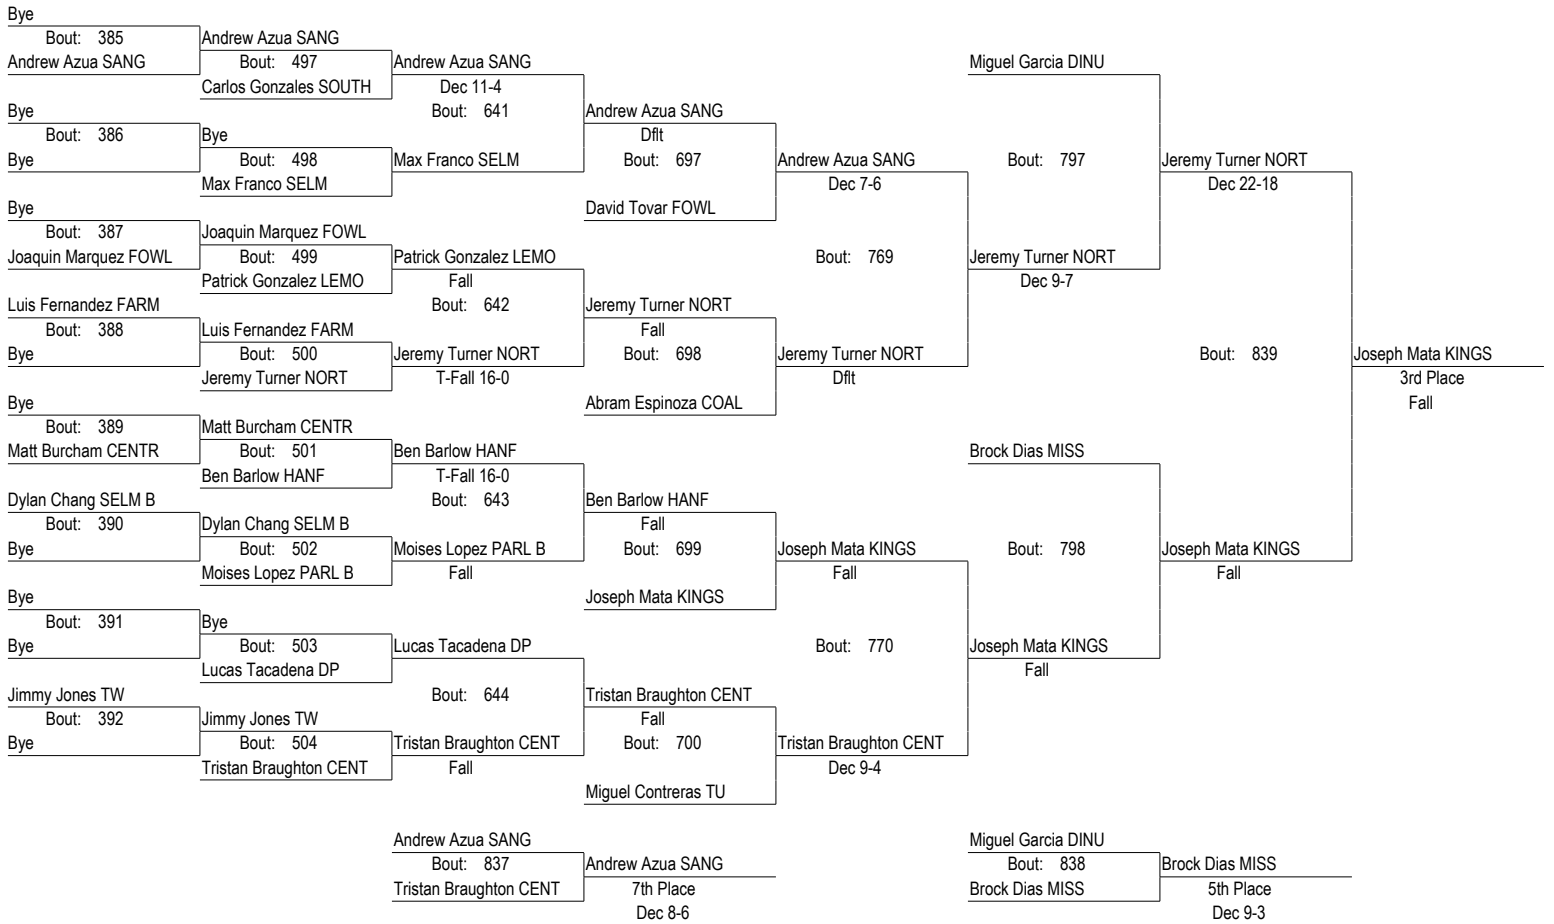 Bye
Bout: 385
Andrew Azua SANG
Bye
Bout: 386
Bye
Bye
Bout: 387
Joaquin Marquez FOWL
Luis Fernandez FARM
Bout: 388
Bye
Bye
Bout: 389
Matt Burcham CENTR
Dylan Chang SELM B
Bout: 390
Bye
Bye
Bout: 391
Bye
Jimmy Jones TW
Bout: 392
Bye
Andrew Azua SANG
Bout: 497
Carlos Gonzales SOUTH
Bye
Bout: 498
Max Franco SELM
Joaquin Marquez FOWL
Bout: 499
Patrick Gonzalez LEMO
Luis Fernandez FARM
Bout: 500
Jeremy Turner NORT
Matt Burcham CENTR
Bout: 501
Ben Barlow HANF
Dylan Chang SELM B
Bout: 502
Moises Lopez PARL B
Bye
Bout: 503
Lucas Tacadena DP
Jimmy Jones TW
Bout: 504
Tristan Braughton CENT
Andrew Azua SANG
Dec 11-4
Bout: 641
Max Franco SELM
Patrick Gonzalez LEMO
Fall
Bout: 642
Jeremy Turner NORT
T-Fall 16-0
Ben Barlow HANF
T-Fall 16-0
Bout: 643
Moises Lopez PARL B
Fall
Lucas Tacadena DP
Bout: 644
Tristan Braughton CENT
Fall
Andrew Azua SANG
Dflt
Bout: 697
David Tovar FOWL
Jeremy Turner NORT
Fall
Bout: 698
Abram Espinoza COAL
Ben Barlow HANF
Fall
Bout: 699
Joseph Mata KINGS
Tristan Braughton CENT
Fall
Bout: 700
Miguel Contreras TU
Andrew Azua SANG
Dec 7-6
Bout: 769
Jeremy Turner NORT
Dflt
Joseph Mata KINGS
Fall
Bout: 770
Tristan Braughton CENT
Dec 9-4
Miguel Garcia DINU
Bout: 797
Jeremy Turner NORT
Dec 9-7
Brock Dias MISS
Bout: 798
Joseph Mata KINGS
Fall
Jeremy Turner NORT
Dec 22-18
Bout: 839
Joseph Mata KINGS
Fall
Joseph Mata KINGS
3rd Place
Fall
Andrew Azua SANG
Bout: 837
Tristan Braughton CENT
Andrew Azua SANG
7th Place
Dec 8-6
Miguel Garcia DINU
Bout: 838
Brock Dias MISS
Brock Dias MISS
5th Place
Dec 9-3